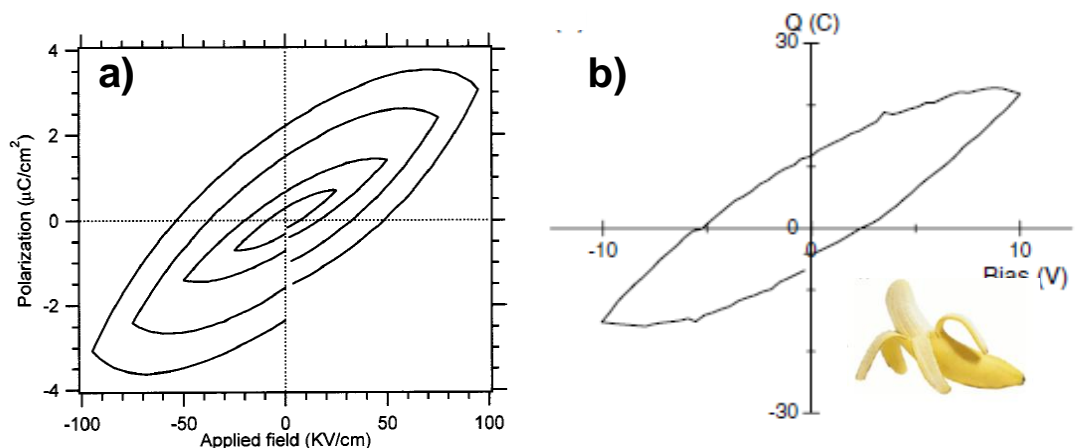 a)
4
2
0
-2
-4
Polarization (μC/cm²)
-100
-50
0
50
100
Applied field (KV/cm)
b)
Q (C)
30
0
-30
-10
0
10
Bias (V)